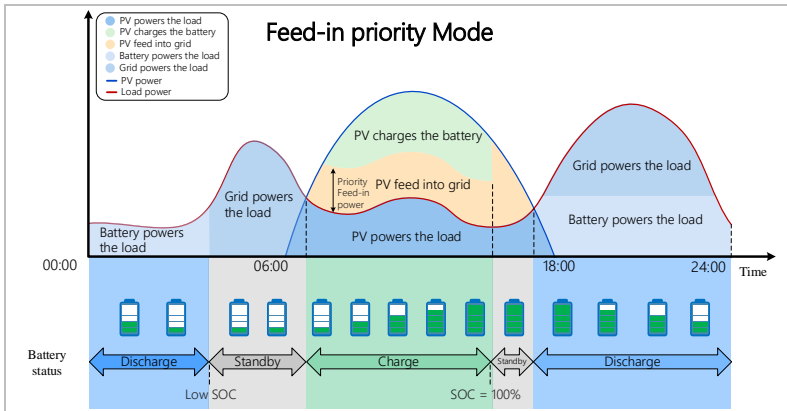 Feed-in priority Mode
PV powers the load
PV charges the battery
PV feed into grid
Battery powers the load
Grid powers the load
PV power
Load power
PV charges the battery
Priority
Feed-in
power
PV feed into grid
Grid powers
the load
Grid powers the load
Battery powers
the load
PV powers the load
Battery powers the load
00:00
06:00
18:00
24:00
Time
Battery
status
Discharge
Standby
Charge
Standby
Discharge
Low SOC
SOC = 100%